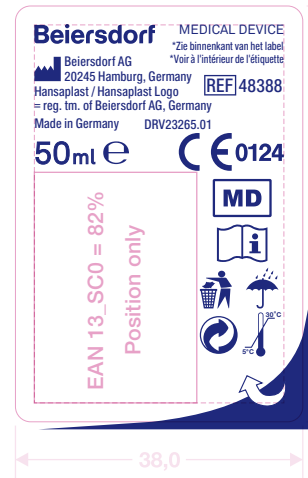 Beiersdorf
MEDICAL DEVICE
*Zie binnenkant van het label
*Voir à l'intérieur de l'étiquette
Beiersdorf AG
20245 Hamburg, Germany
REF 48388
Hansaplast / Hansaplast Logo
= reg. tm. of Beiersdorf AG, Germany
Made in Germany DRV23265.01
50ml ℮
CE 0124
EAN 13_SC0 = 82%
Position only
MD
i
30°C
5°C
38,0